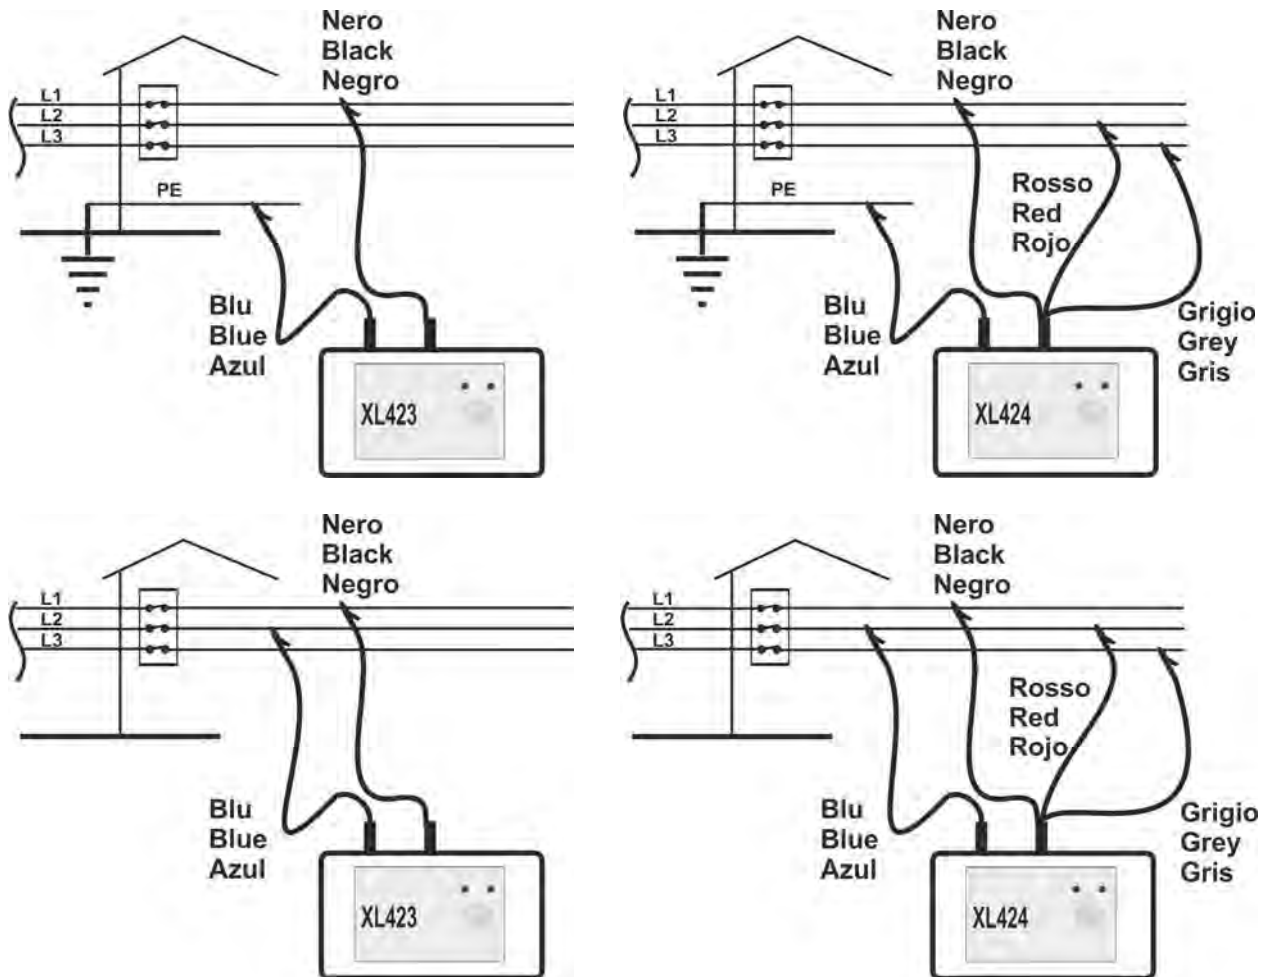 Nero
Black
Negro
L1
L2
L3
PE
Blu
Blue
Azul
XL423
Nero
Black
Negro
L1
L2
L3
PE
Rosso
Red
Rojo
Blu
Blue
Azul
Grigio
Grey
Gris
XL424
Nero
Black
Negro
L1
L2
L3
Blu
Blue
Azul
XL423
Nero
Black
Negro
L1
L2
L3
Rosso
Red
Rojo
Blu
Blue
Azul
Grigio
Grey
Gris
XL424